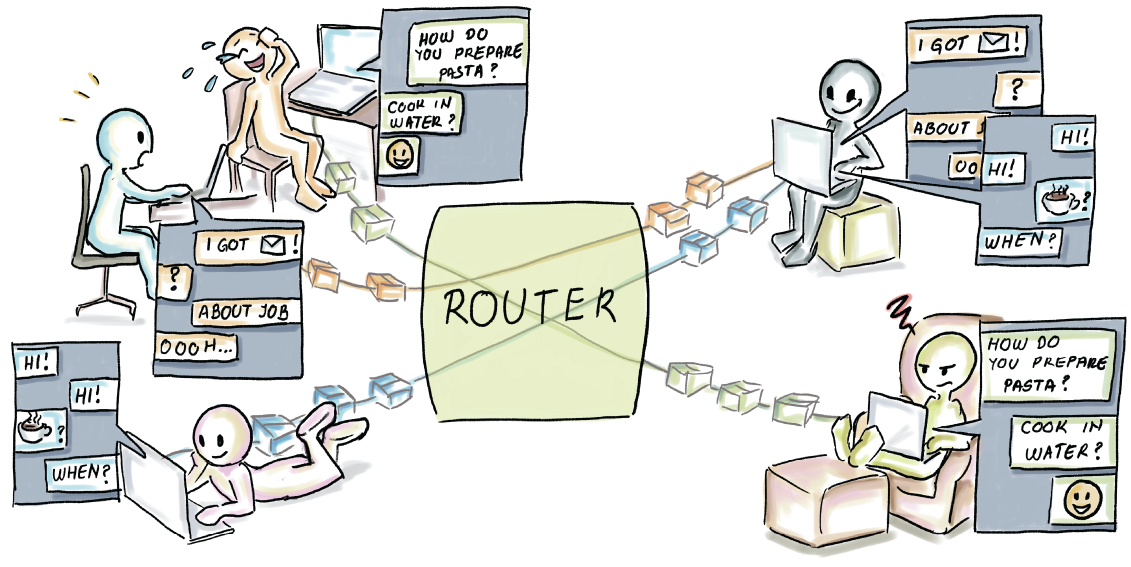 HOW DO
YOU PREPARE
PASTA?
COOK IN
WATER?
I GOT !
?
ABOUT
OO
HI!
HI!
?
WHEN?
I GOT !
?
ABOUT JOB
OOOH...
ROUTER
HI!
HI!
?
WHEN?
HOW DO
YOU PREPARE
PASTA?
COOK IN
WATER?